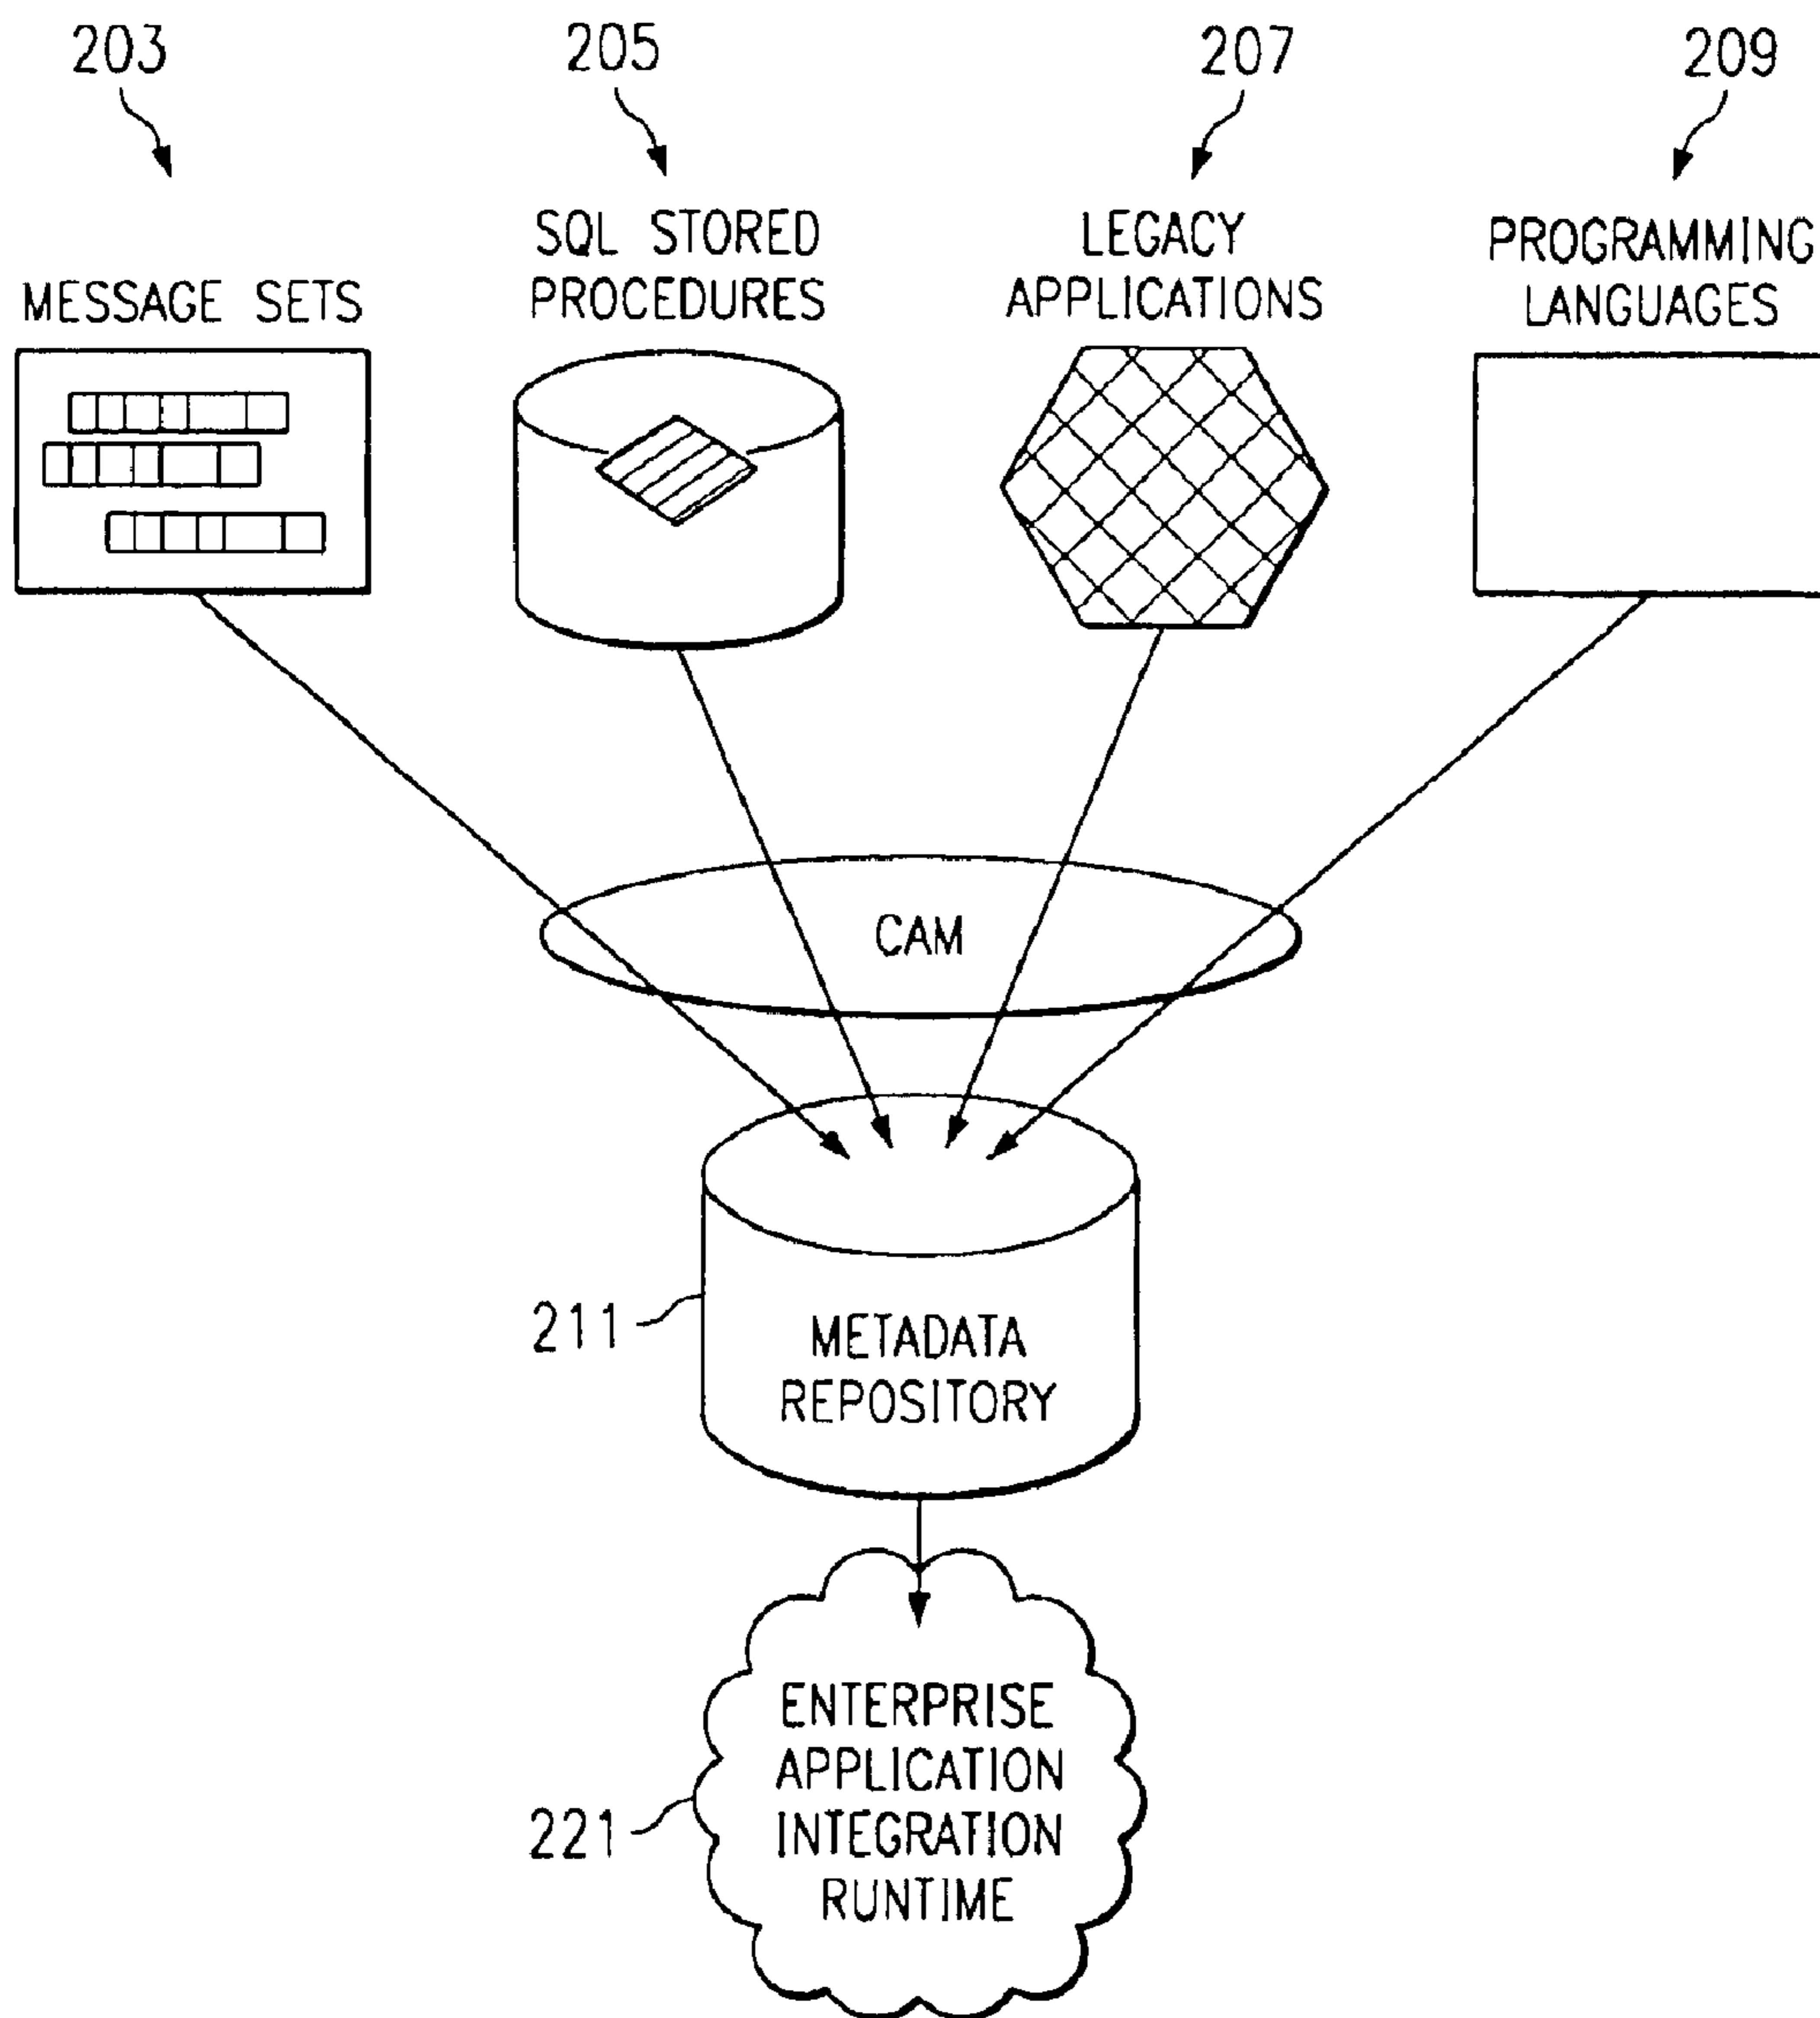 203
205
207
209
MESSAGE SETS
SQL STORED
PROCEDURES
LEGACY
APPLICATIONS
PROGRAMMING
LANGUAGES
CAM
211
METADATA
REPOSITORY
221
ENTERPRISE
APPLICATION
INTEGRATION
RUNTIME